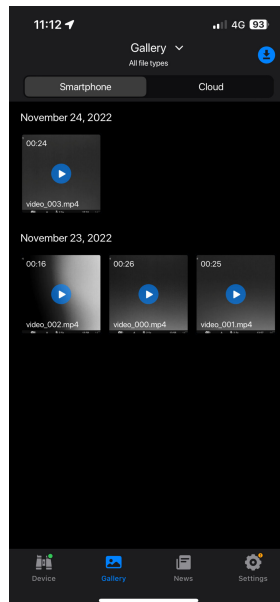 11:12
4G 93
Gallery
All file types
Smartphone
Cloud
November 24, 2022
00:24
video_003.mp4
November 23, 2022
00:16
00:26
00:25
video_002.mp4
video_000.mp4
video_001.mp4
Device
Gallery
News
Settings